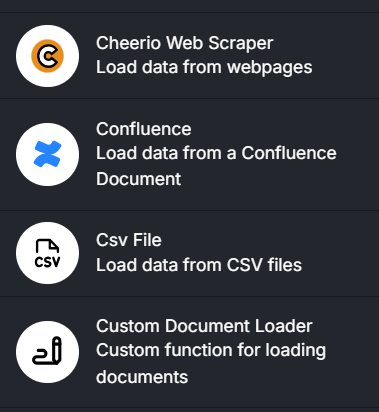 Cheerio Web Scraper
Load data from webpages
Confluence
Load data from a Confluence
Document
CSV
Csv File
Load data from CSV files
Custom Document Loader
Custom function for loading
documents